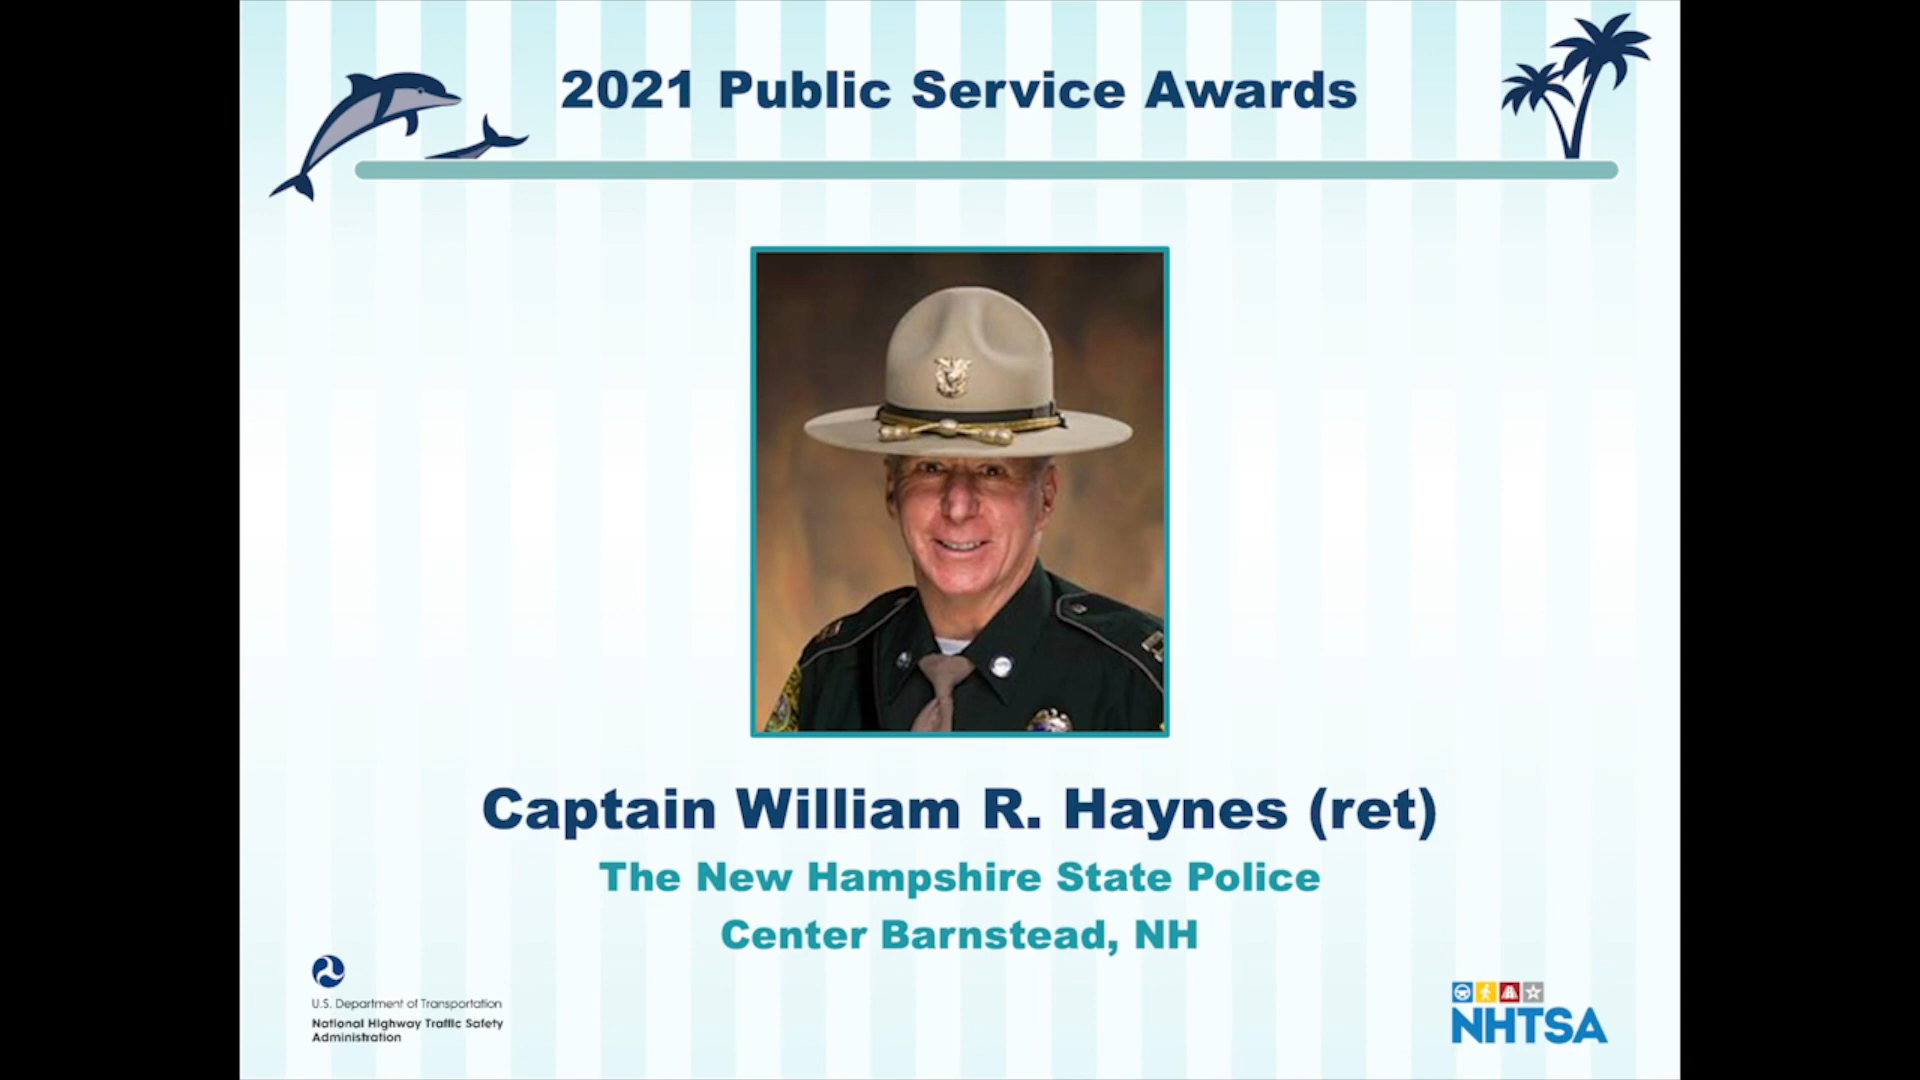 2021 Public Service Awards
Captain William R. Haynes (ret)
The New Hampshire State Police
Center Barnstead, NH
U.S. Department of Transportation
National Highway Traffic Safety
Administration
NHTSA